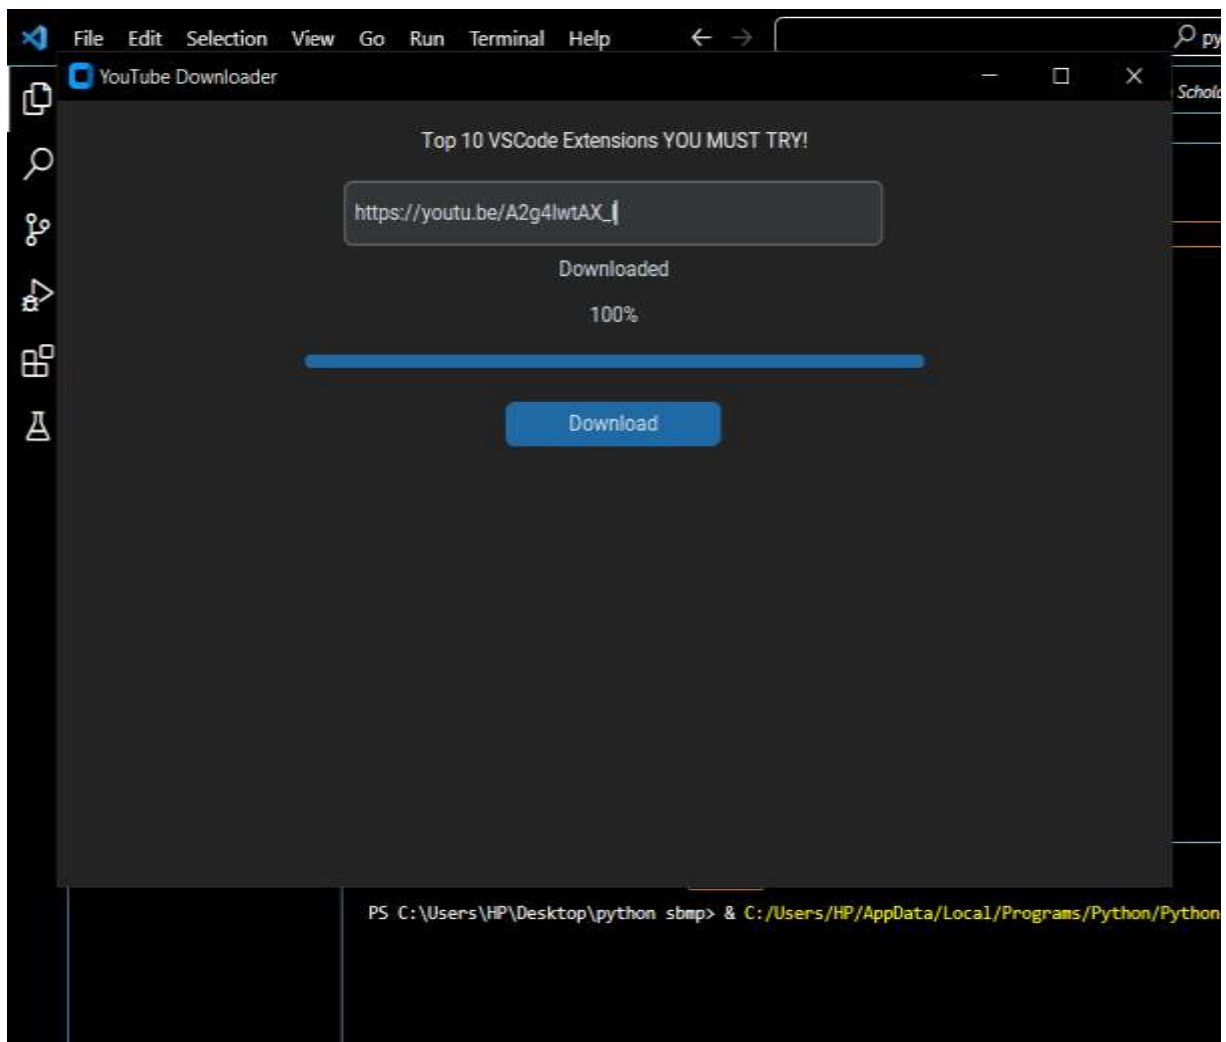 File Edit Selection View Go Run Terminal Help
py
YouTube Downloader
Top 10 VSCode Extensions YOU MUST TRY!
https://youtu.be/A2g4lwtAX_
Downloaded
100%
Download
PS C:\Users\HP\Desktop\python sbmp> & C:/Users/HP/AppData/Local/Programs/Python/Python